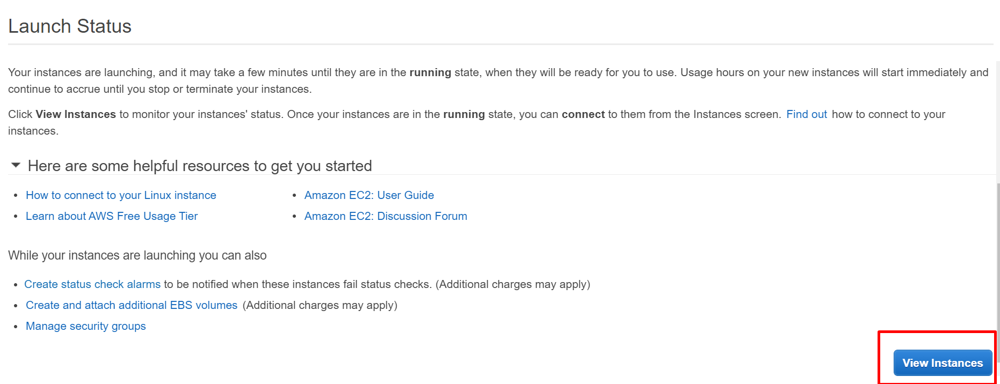 Launch Status
Your instances are launching, and it may take a few minutes until they are in the running state, when they will be ready for you to use. Usage hours on your new instances will start immediately and
continue to accrue until you stop or terminate your instances.
Click View Instances to monitor your instances' status. Once your instances are in the running state, you can connect to them from the Instances screen. Find out how to connect to your
instances.
Here are some helpful resources to get you started
• How to connect to your Linux instance
• Learn about AWS Free Usage Tier
• Amazon EC2: User Guide
• Amazon EC2: Discussion Forum
While your instances are launching you can also
• Create status check alarms to be notified when these instances fail status checks. (Additional charges may apply)
• Create and attach additional EBS volumes (Additional charges may apply)
• Manage security groups
View Instances